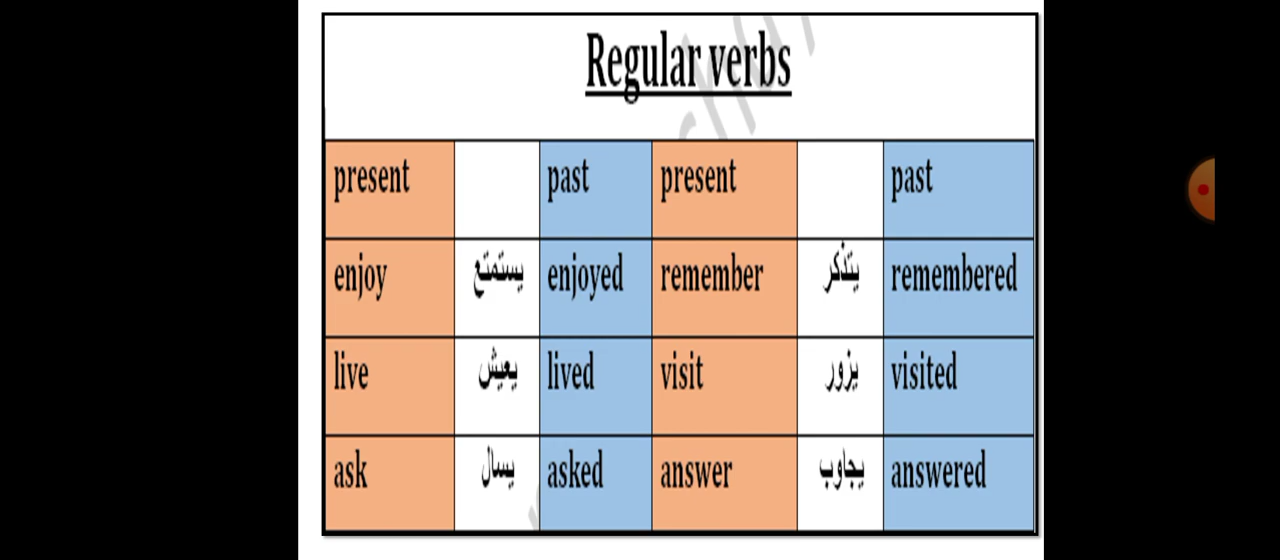 Regular verbs
present past present past
enjoy يستمتع enjoyed remember يتذكر remembered
live يعيش lived visit يزور visited
ask يسال asked answer يجاوب answered